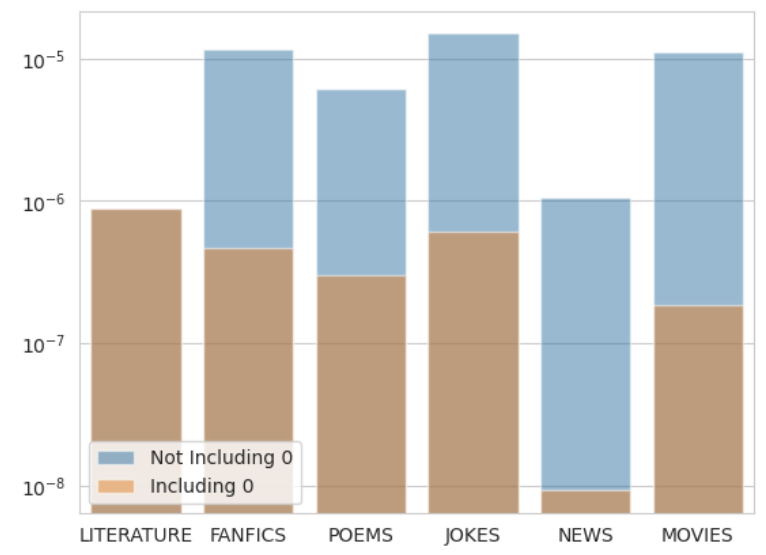 10⁻⁵
10⁻⁶
10⁻⁷
10⁻⁸
Not Including 0
Including 0
LITERATURE FANFICS POEMS JOKES NEWS MOVIES